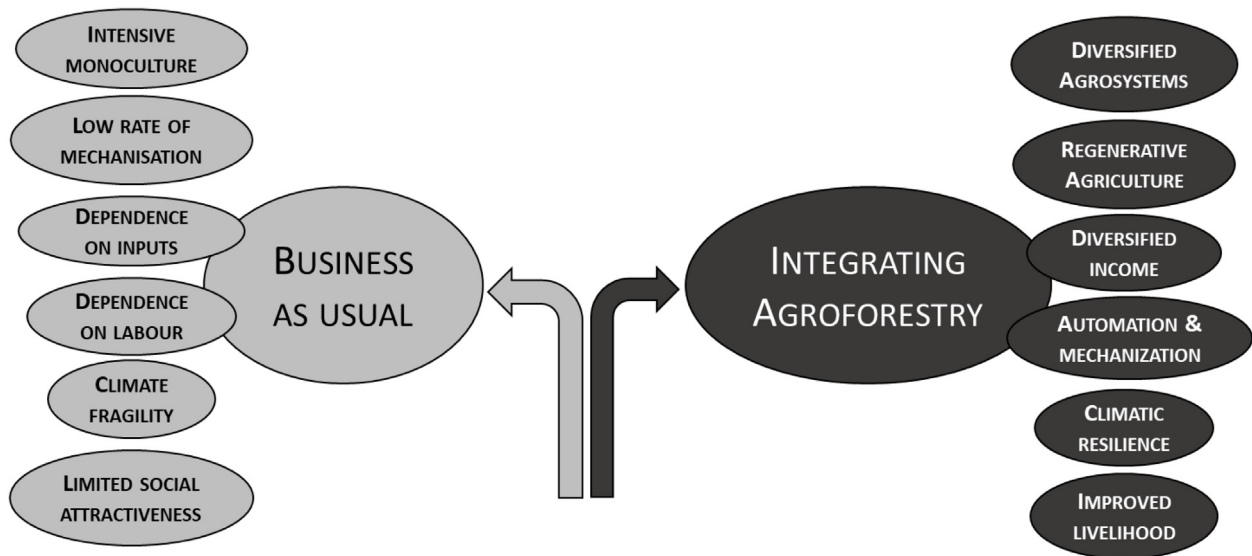 INTENSIVE
MONOCULTURE
LOW RATE OF
MECHANISATION
DEPENDENCE
ON INPUTS
DEPENDENCE
ON LABOUR
CLIMATE
FRAGILITY
LIMITED SOCIAL
ATTRACTIVENESS
BUSINESS
AS USUAL
INTEGRATING
AGROFORESTRY
DIVERSIFIED
AGROSYSTEMS
REGENERATIVE
AGRICULTURE
DIVERSIFIED
INCOME
AUTOMATION &
MECHANIZATION
CLIMATIC
RESILIENCE
IMPROVED
LIVELIHOOD